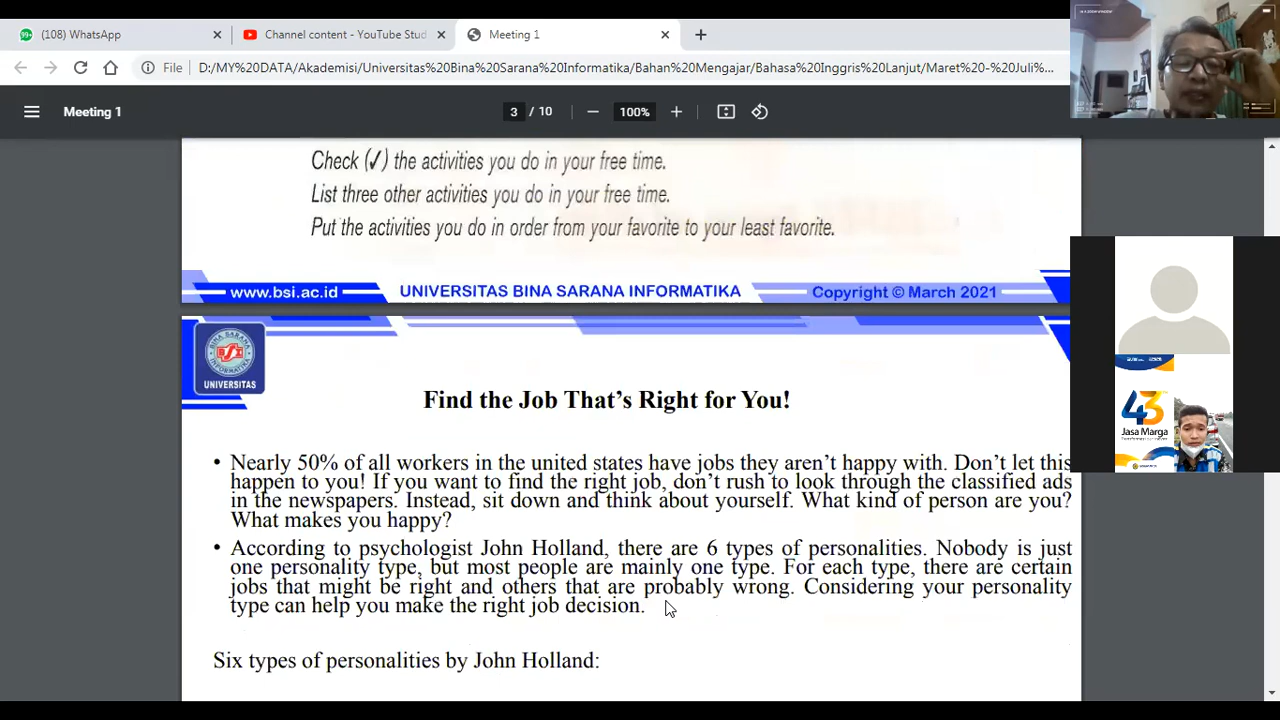 (108) WhatsApp
Channel content - YouTube Stud
Meeting 1
File D:/MY%20DATA/Akademisi/Universitas%20Bina%20Sarana%20Informatika/Bahan%20Mengajar/Bahasa%20Inggris%20Lanjut/Maret%20-%20Juli%...
Meeting 1
3 / 10
100%
Check (✓) the activities you do in your free time.
List three other activities you do in your free time.
Put the activities you do in order from your favorite to your least favorite.
www.bsi.ac.id UNIVERSITAS BINA SARANA INFORMATIKA Copyright © March 2021
BINA SARANA
BSI
INFORMATIKA
UNIVERSITAS
Find the Job That's Right for You!
• Nearly 50% of all workers in the united states have jobs they aren't happy with. Don't let this
happen to you! If you want to find the right job, don't rush to look through the classified ads
in the newspapers. Instead, sit down and think about yourself. What kind of person are you?
What makes you happy?
• According to psychologist John Holland, there are 6 types of personalities. Nobody is just
one personality type, but most people are mainly one type. For each type, there are certain
jobs that might be right and others that are probably wrong. Considering your personality
type can help you make the right job decision.
Six types of personalities by John Holland:
43
Jasa Marga